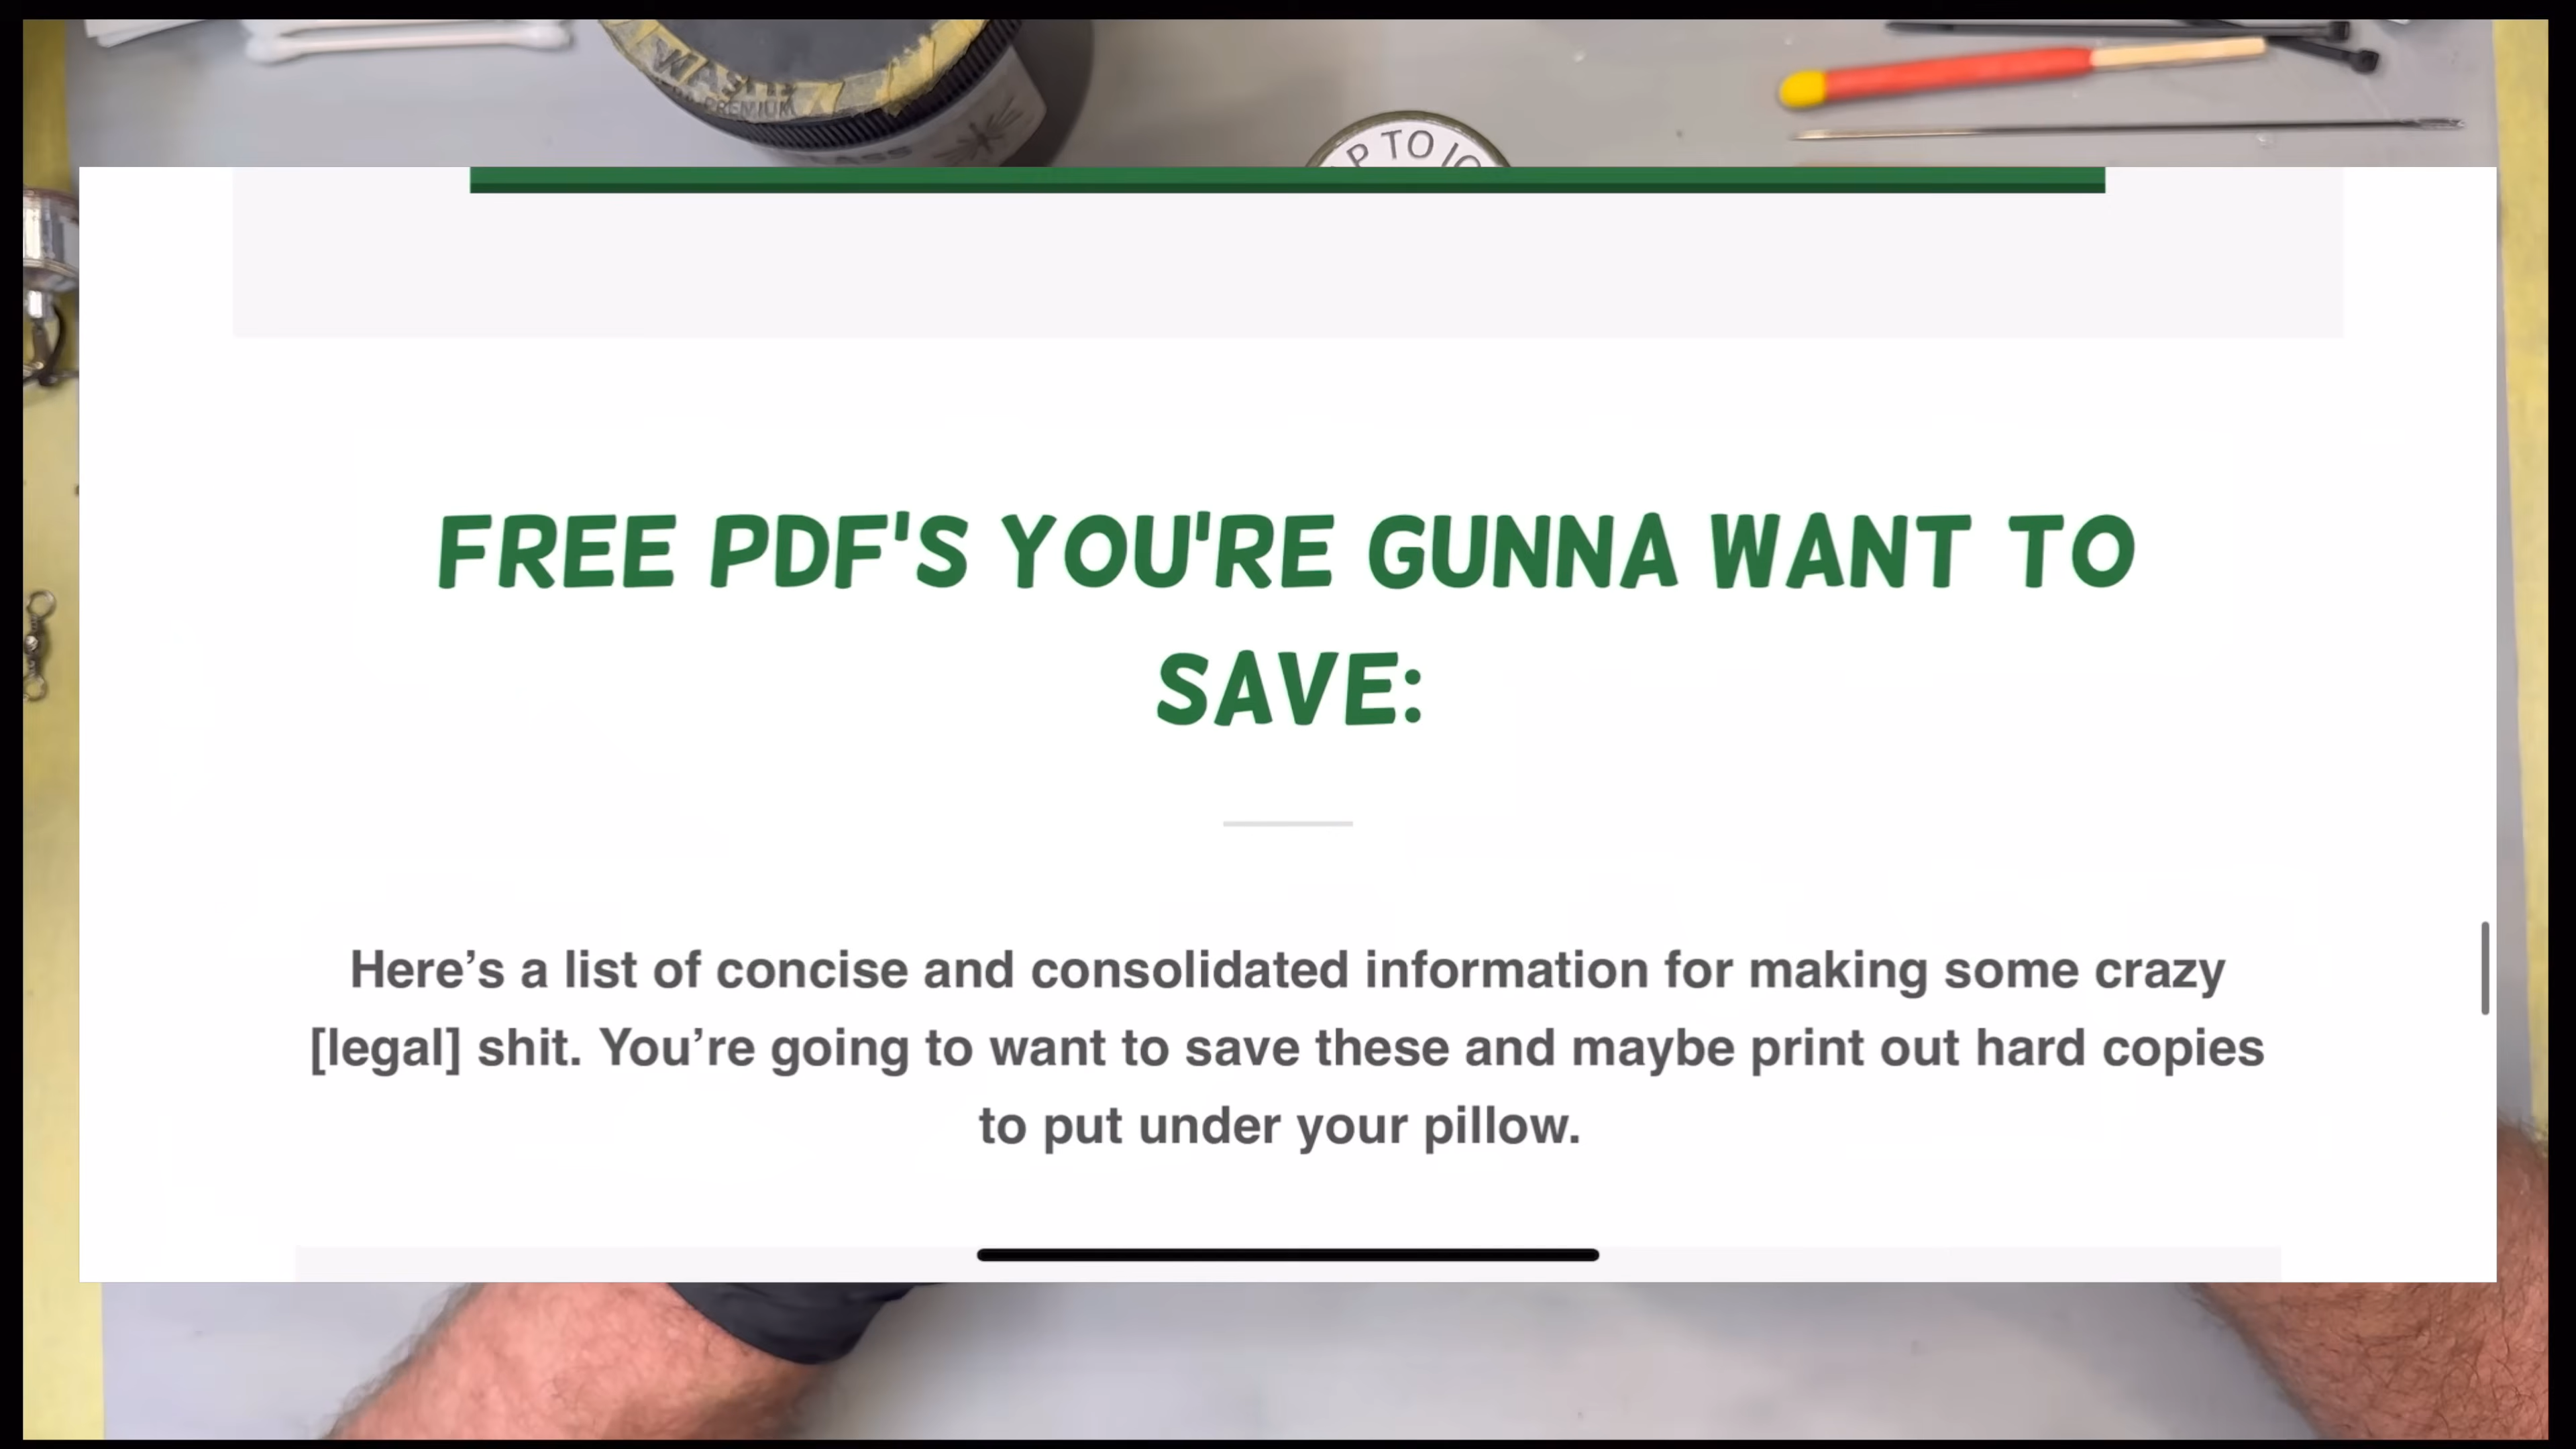 PREMIUM
P TO
FREE PDF'S YOU'RE GUNNA WANT TO
SAVE:
Here's a list of concise and consolidated information for making some crazy
[legal] shit. You're going to want to save these and maybe print out hard copies
to put under your pillow.